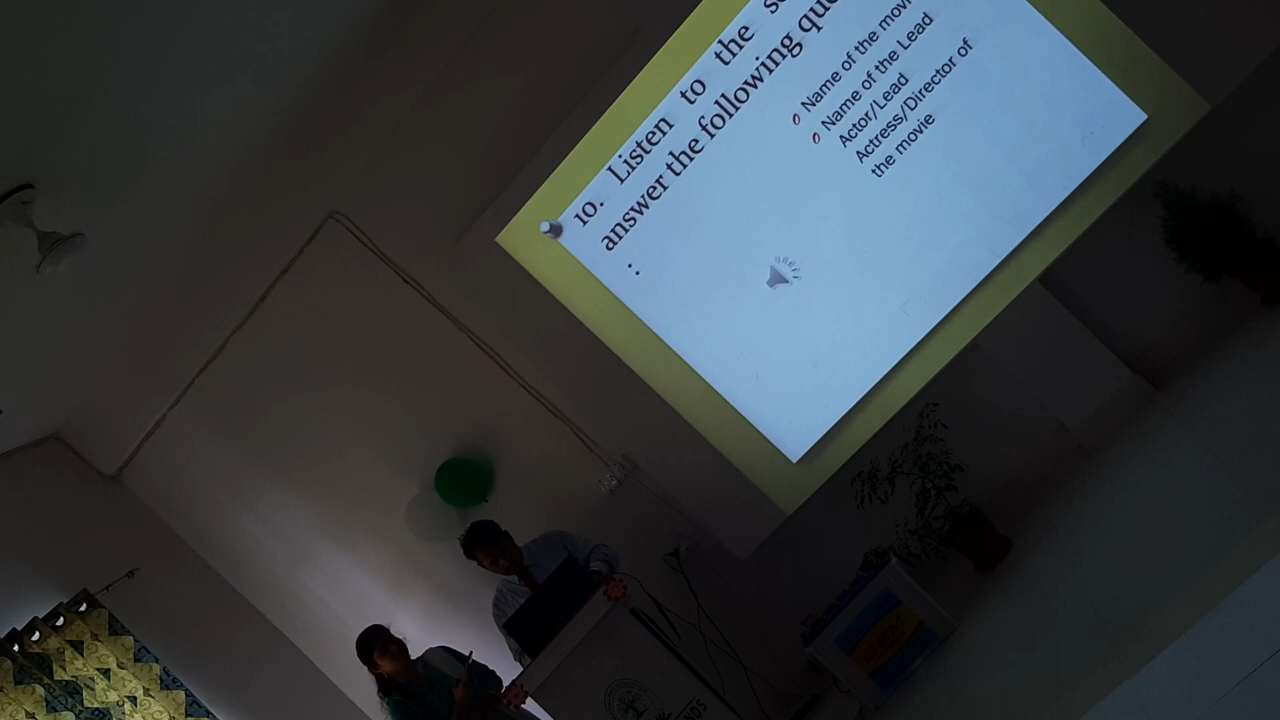 10. Listen to the
answer the following
:
Name of the
Name of the Lead
Actor/Lead
Actress/Director of
the movie
NDS